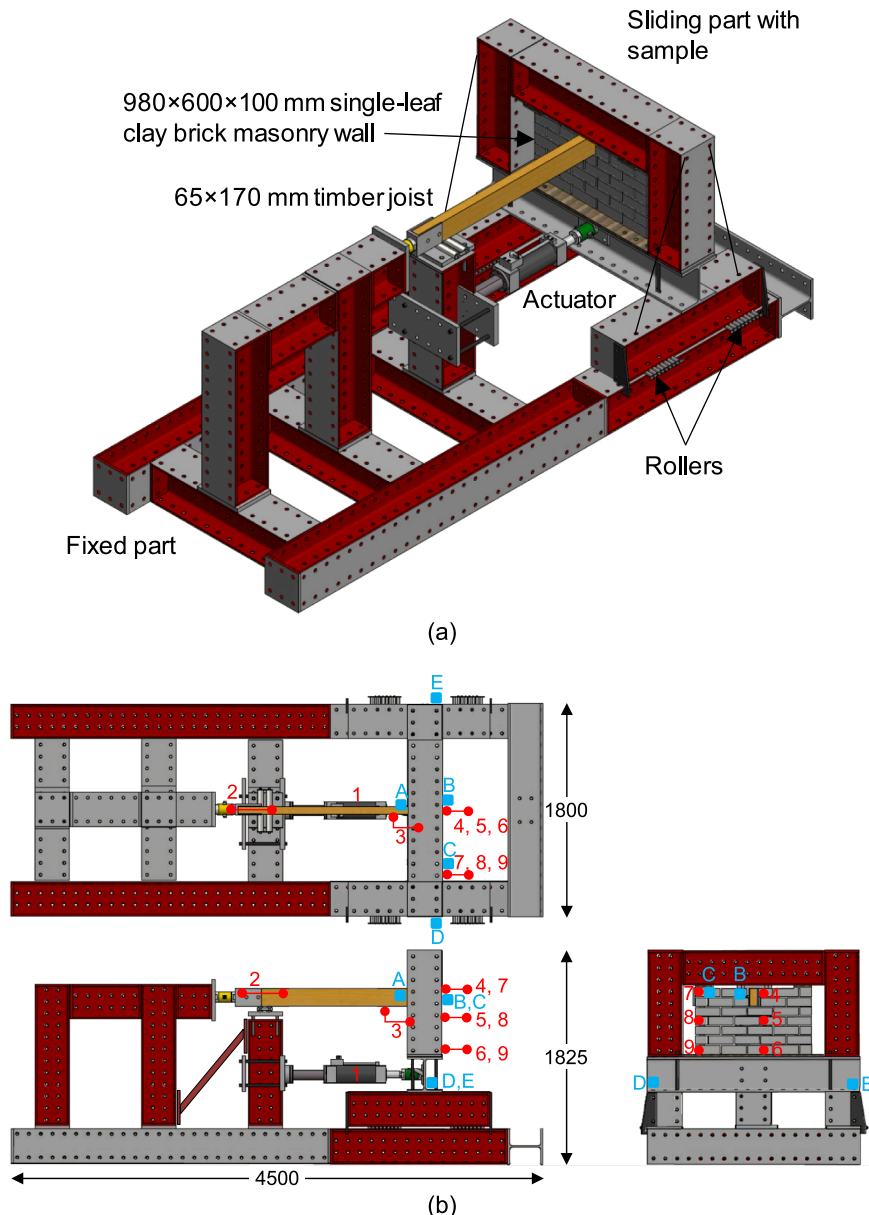 Sliding part with
sample
980×600×100 mm single-leaf
clay brick masonry wall
65×170 mm timber joist
Actuator
Rollers
Fixed part
(a)
E
2
1
A
B
3
4, 5, 6
1800
C
7, 8, 9
D
2
A
4, 7
B,C
3
5, 8
6, 9
1
D,E
1825
7
C
B
4
8
5
9
6
D
E
4500
(b)